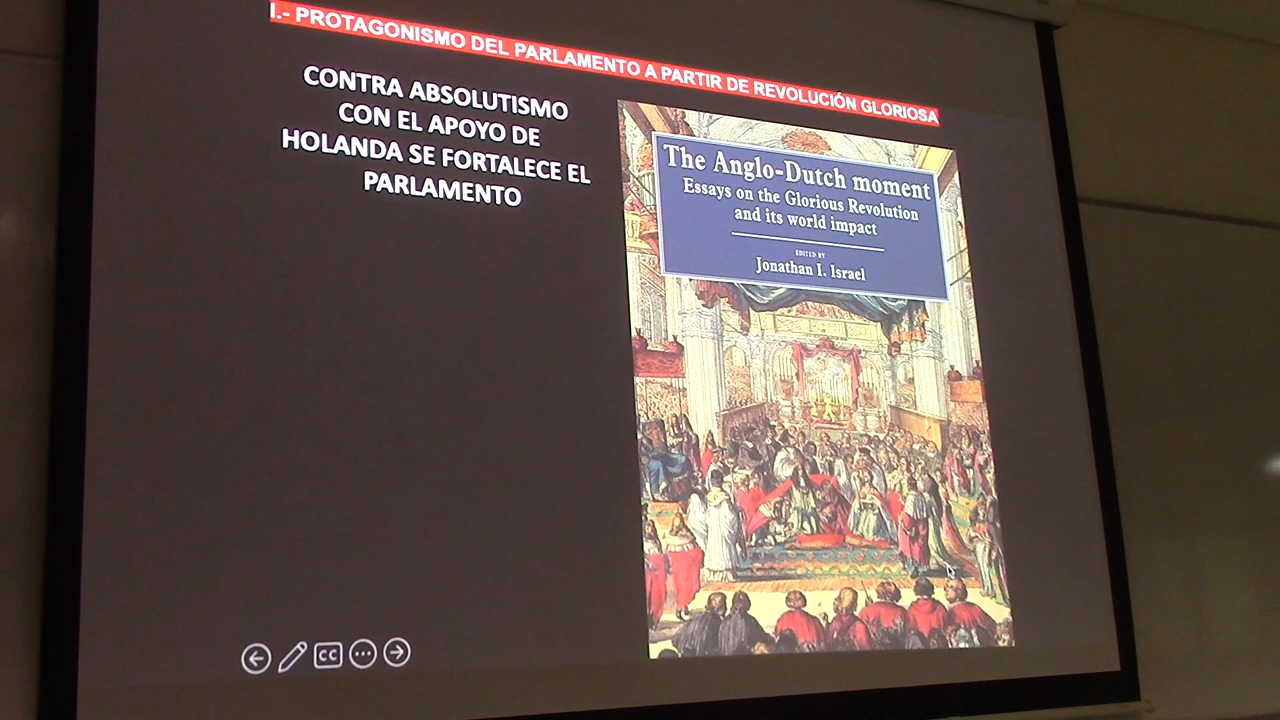 I.- PROTAGONISMO DEL PARLAMENTO A PARTIR DE REVOLUCIÓN GLORIOSA
CONTRA ABSOLUTISMO
CON EL APOYO DE
HOLANDA SE FORTALECE EL
PARLAMENTO
The Anglo-Dutch moment
Essays on the Glorious Revolution
and its world impact
EDITED BY
Jonathan I. Israel
CC